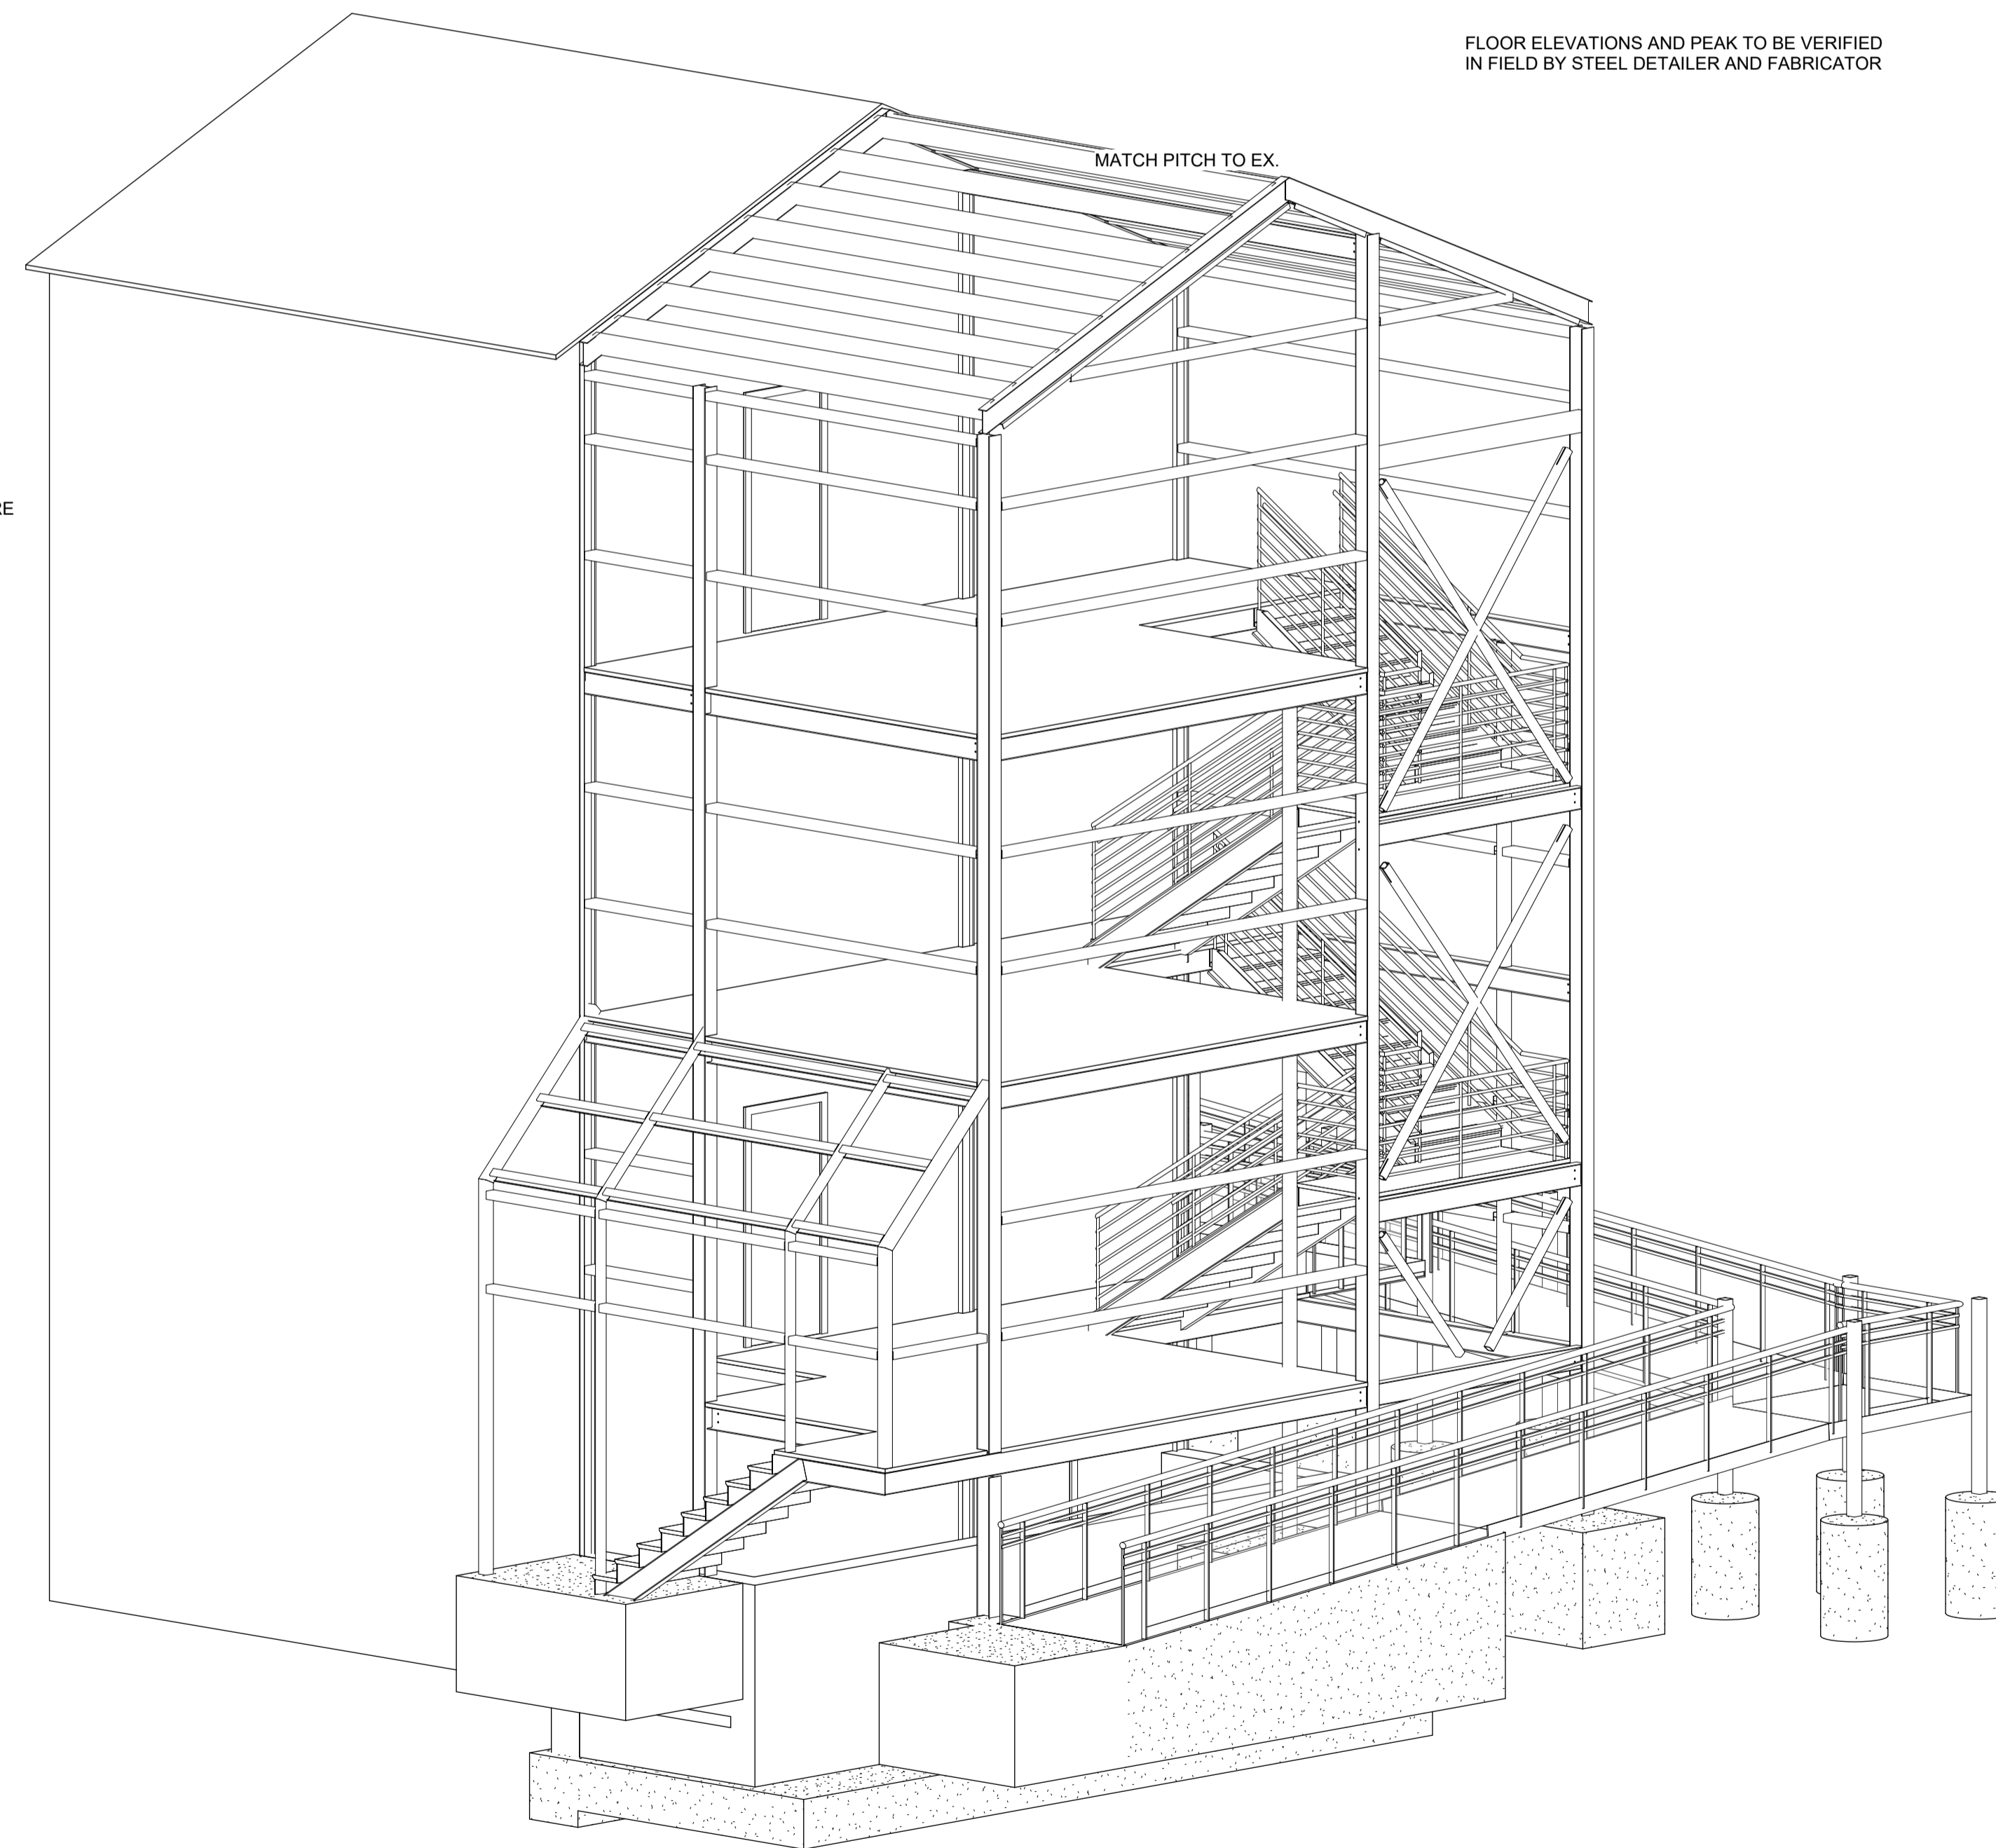 FLOOR ELEVATIONS AND PEAK TO BE VERIFIED
IN FIELD BY STEEL DETAILER AND FABRICATOR
MATCH PITCH TO EX.